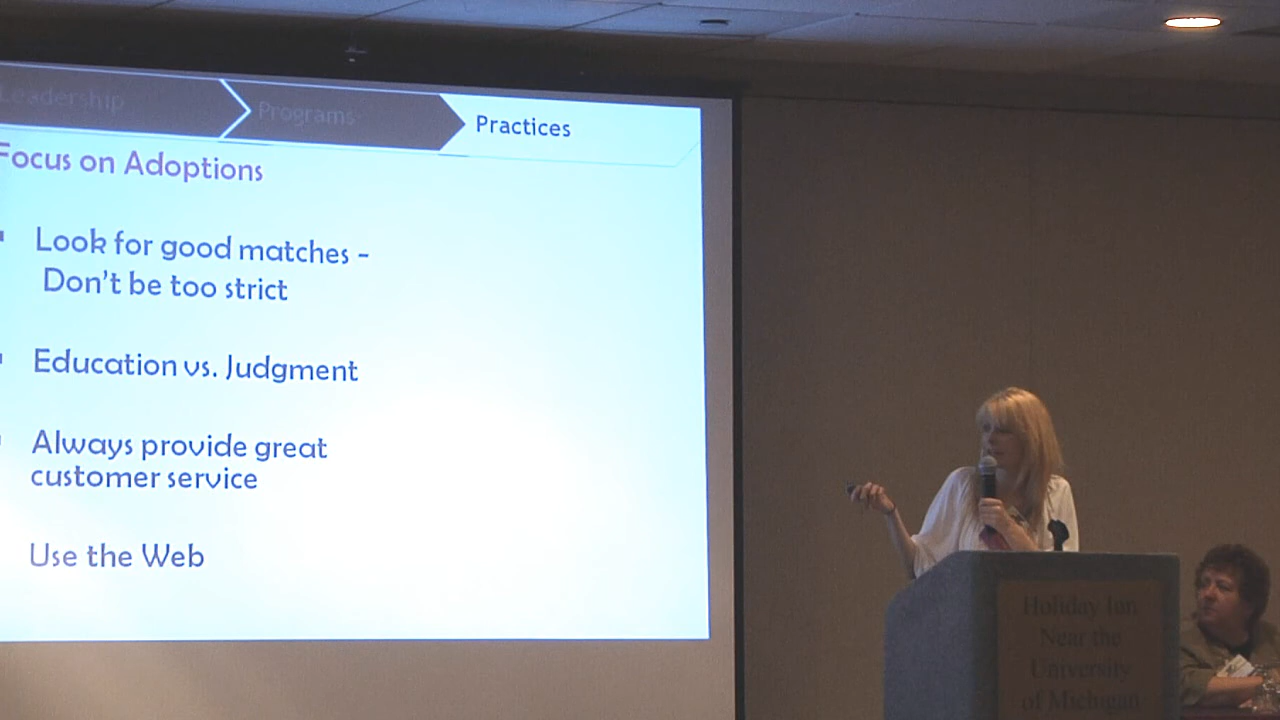 Leadership
Programs
Practices
Focus on Adoptions
Look for good matches -
Don't be too strict
Education vs. Judgment
Always provide great
customer service
Use the Web
Holiday Inn
Near the
University
of Michigan